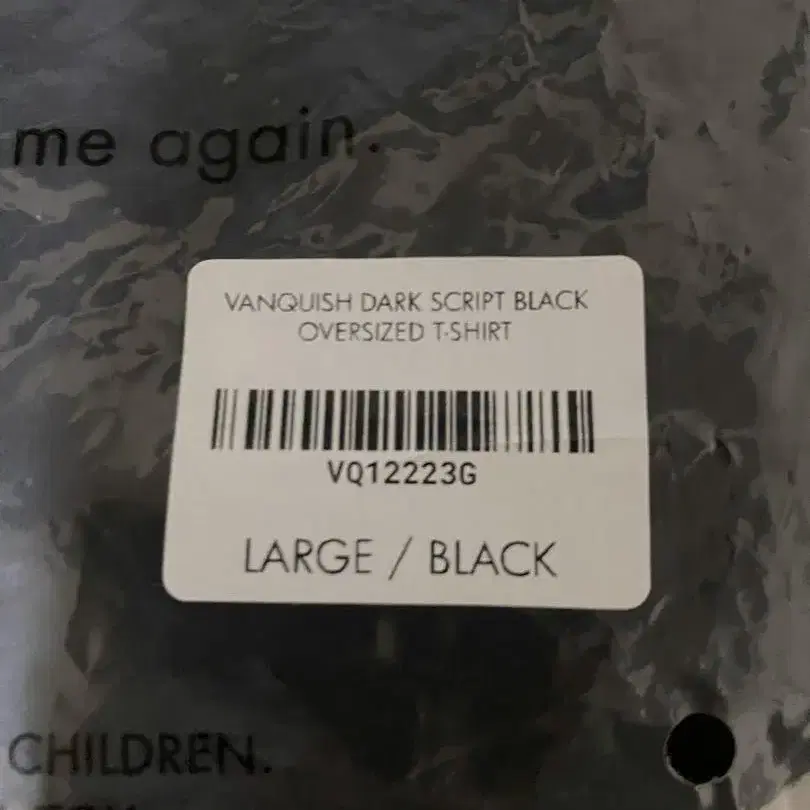 me again.
VANQUISH DARK SCRIPT BLACK
OVERSIZED T-SHIRT
VQ12223G
LARGE / BLACK
CHILDREN.